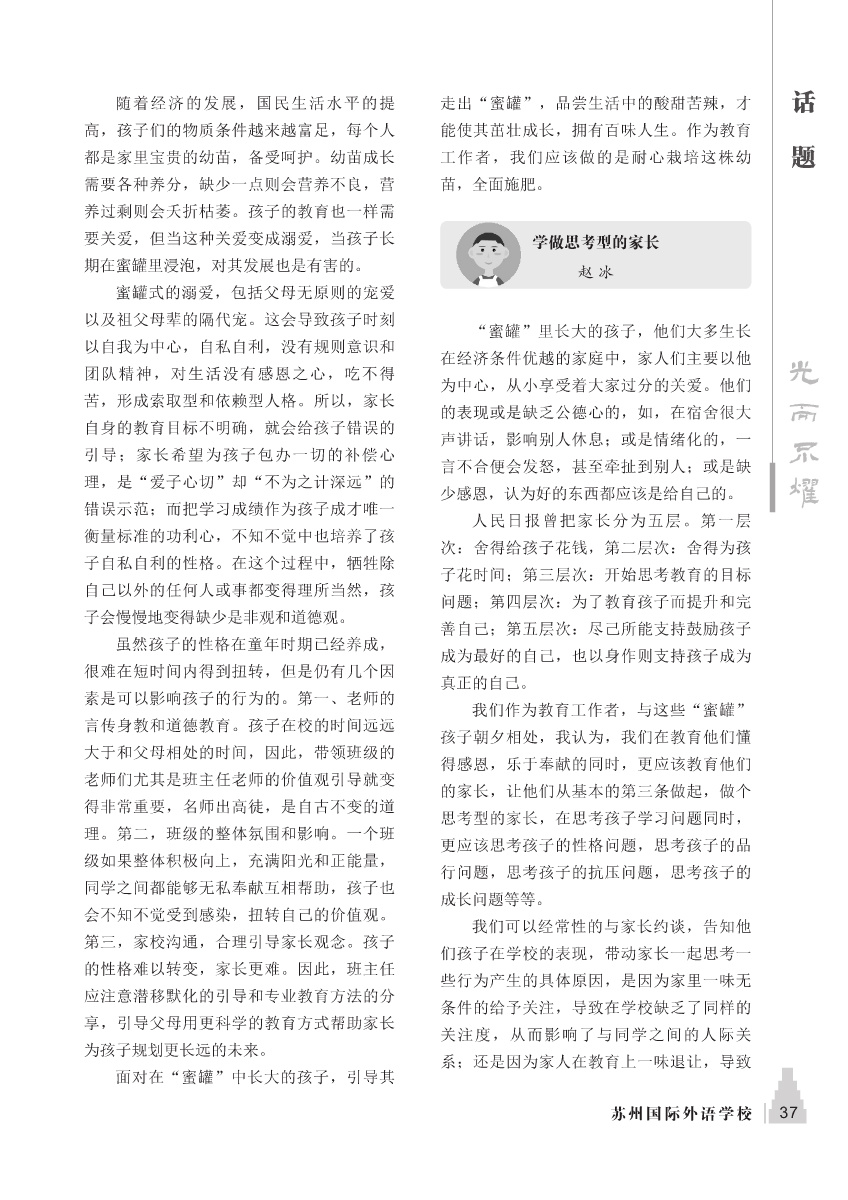 随着经济的发展，国民生活水平的提
高，孩子们的物质条件越来越富足，每个人
都是家里宝贵的幼苗，备受呵护。幼苗成长
需要各种养分，缺少一点则会营养不良，营
养过剩则会夭折枯萎。孩子的教育也一样需
要关爱，但当这种关爱变成溺爱，当孩子长
期在蜜罐里浸泡，对其发展也是有害的。
蜜罐式的溺爱，包括父母无原则的宠爱
以及祖父母辈的隔代宠。这会导致孩子时刻
以自我为中心，自私自利，没有规则意识和
团队精神，对生活没有感恩之心，吃不得
苦，形成索取型和依赖型人格。所以，家长
自身的教育目标不明确，就会给孩子错误的
引导；家长希望为孩子包办一切的补偿心
理，是“爱子心切”却“不为之计深远”的
错误示范；而把学习成绩作为孩子成才唯一
衡量标准的功利心，不知不觉中也培养了孩
子自私自利的性格。在这个过程中，牺牲除
自己以外的任何人或事都变得理所当然，孩
子会慢慢地变得缺少是非观和道德观。
虽然孩子的性格在童年时期已经养成，
很难在短时间内得到扭转，但是仍有几个因
素是可以影响孩子的行为的。第一、老师的
言传身教和道德教育。孩子在校的时间远远
大于和父母相处的时间，因此，带领班级的
老师们尤其是班主任老师的价值观引导就变
得非常重要，名师出高徒，是自古不变的道
理。第二，班级的整体氛围和影响。一个班
级如果整体积极向上，充满阳光和正能量，
同学之间都能够无私奉献互相帮助，孩子也
会不知不觉受到感染，扭转自己的价值观。
第三，家校沟通，合理引导家长观念。孩子
的性格难以转变，家长更难。因此，班主任
应注意潜移默化的引导和专业教育方法的分
享，引导父母用更科学的教育方式帮助家长
为孩子规划更长远的未来。
面对在“蜜罐”中长大的孩子，引导其
走出“蜜罐”，品尝生活中的酸甜苦辣，才
能使其茁壮成长，拥有百味人生。作为教育
工作者，我们应该做的是耐心栽培这株幼
苗，全面施肥。
学做思考型的家长
赵 冰
“蜜罐”里长大的孩子，他们大多生长
在经济条件优越的家庭中，家人们主要以他
为中心，从小享受着大家过分的关爱。他们
的表现或是缺乏公德心的，如，在宿舍很大
声讲话，影响别人休息；或是情绪化的，一
言不合便会发怒，甚至牵扯到别人；或是缺
少感恩，认为好的东西都应该是给自己的。
人民日报曾把家长分为五层。第一层
次：舍得给孩子花钱，第二层次：舍得为孩
子花时间；第三层次：开始思考教育的目标
问题；第四层次：为了教育孩子而提升和完
善自己；第五层次：尽己所能支持鼓励孩子
成为最好的自己，也以身作则支持孩子成为
真正的自己。
我们作为教育工作者，与这些“蜜罐”
孩子朝夕相处，我认为，我们在教育他们懂
得感恩，乐于奉献的同时，更应该教育他们
的家长，让他们从基本的第三条做起，做个
思考型的家长，在思考孩子学习问题同时，
更应该思考孩子的性格问题，思考孩子的品
行问题，思考孩子的抗压问题，思考孩子的
成长问题等等。
我们可以经常性的与家长约谈，告知他
们孩子在学校的表现，带动家长一起思考一
些行为产生的具体原因，是因为家里一味无
条件的给予关注，导致在学校缺乏了同样的
关注度，从而影响了与同学之间的人际关
系；还是因为家人在教育上一味退让，导致
话题
光而不耀
苏州国际外语学校
37